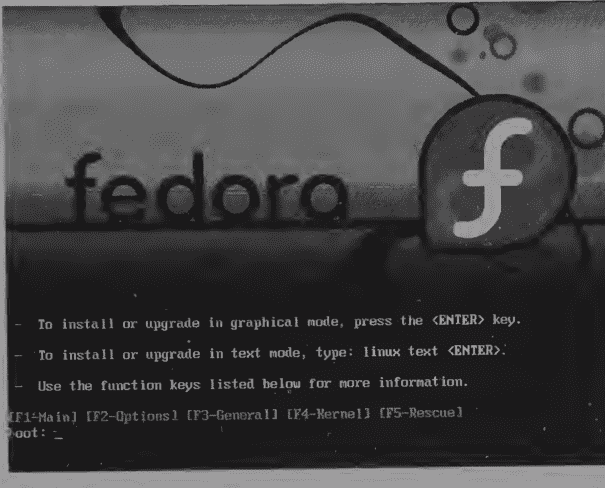 fedora
- To install or upgrade in graphical mode, press the <ENTER> key.
- To install or upgrade in text mode, type: linux text <ENTER>.
- Use the function keys listed below for more information.
[F1-Main] [F2-Options] [F3-General] [F4-Kernel] [F5-Rescue]
boot: _